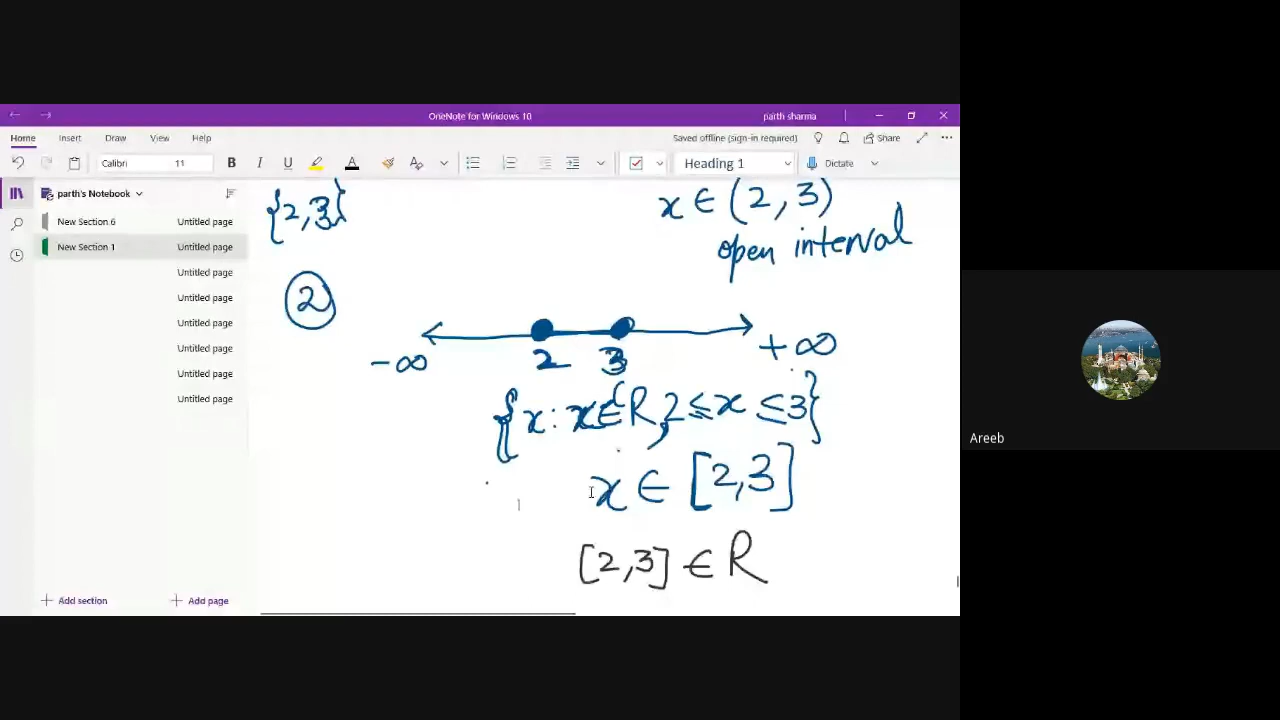 OneNote for Windows 10
parth sharma
Home Insert Draw View Help
Saved offline (sign-in required)
Share
Calibri 11 B I U A Heading 1 Dictate
parth's Notebook
New Section 6
New Section 1
Untitled page
Untitled page
Untitled page
Untitled page
Untitled page
Untitled page
Untitled page
Untitled page
Add section
Add page
{2,3}
x ∈ (2, 3)
open interval
2
-∞ 2 3 +∞
{x : x∈R, 2 ≤ x ≤ 3}
x ∈ [2,3]
[2,3] ∈ R
Areeb